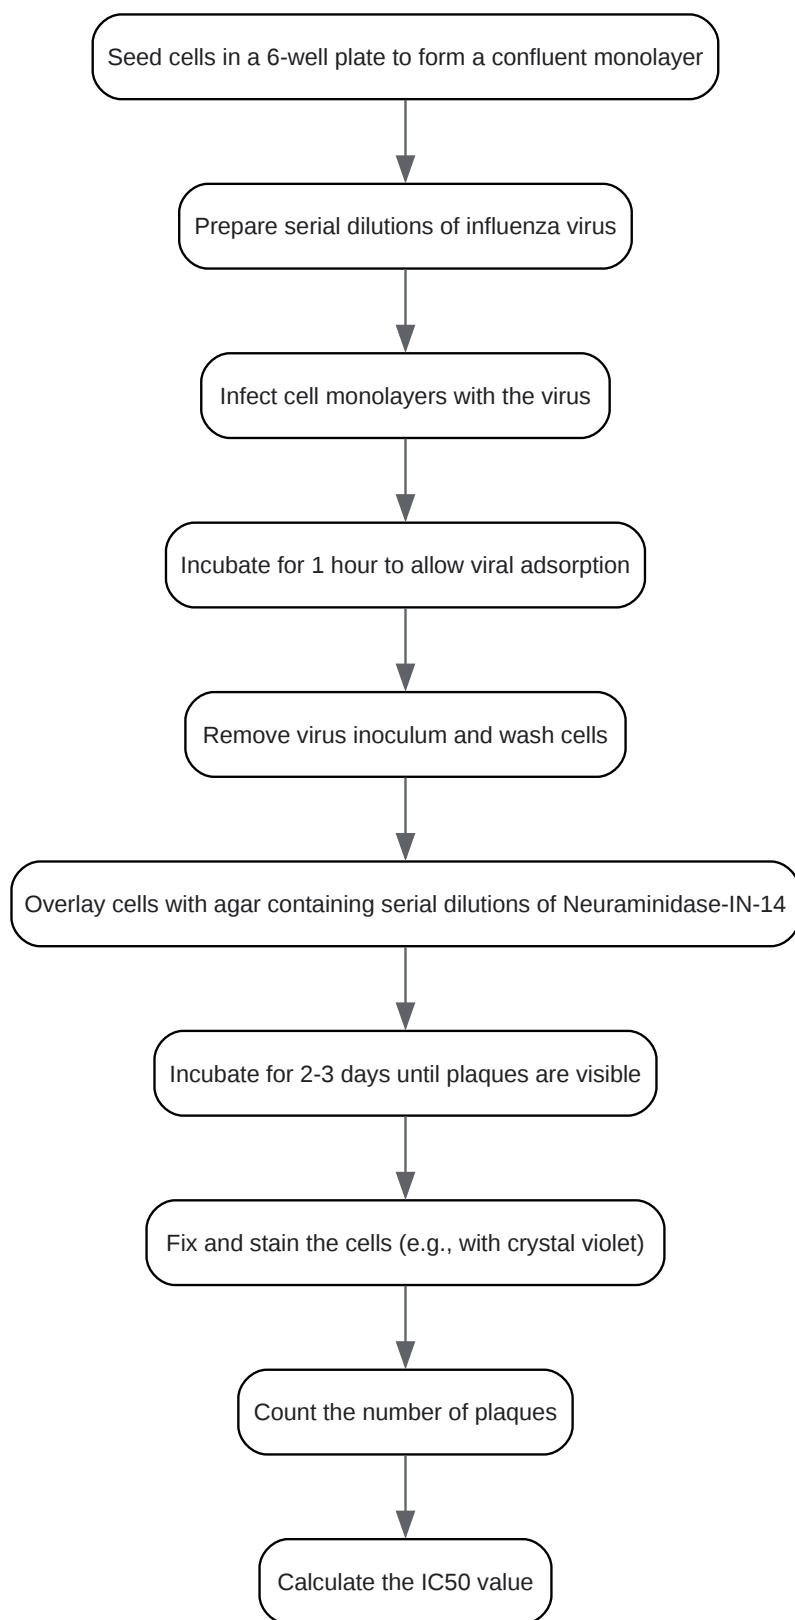 Seed cells in a 6-well plate to form a confluent monolayer
Prepare serial dilutions of influenza virus
Infect cell monolayers with the virus
Incubate for 1 hour to allow viral adsorption
Remove virus inoculum and wash cells
Overlay cells with agar containing serial dilutions of Neuraminidase-IN-14
Incubate for 2-3 days until plaques are visible
Fix and stain the cells (e.g., with crystal violet)
Count the number of plaques
Calculate the IC50 value